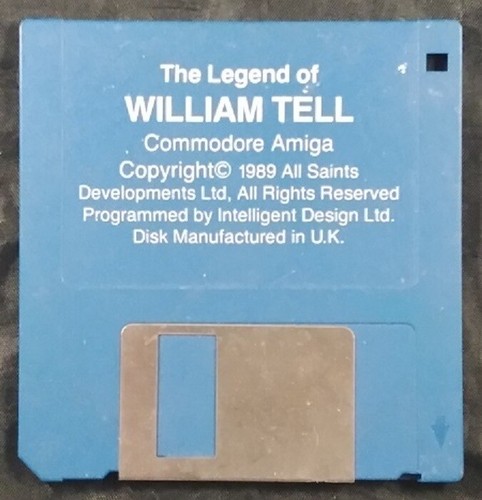 The Legend of
WILLIAM TELL
Commodore Amiga
Copyright© 1989 All Saints
Developments Ltd, All Rights Reserved
Programmed by Intelligent Design Ltd.
Disk Manufactured in U.K.